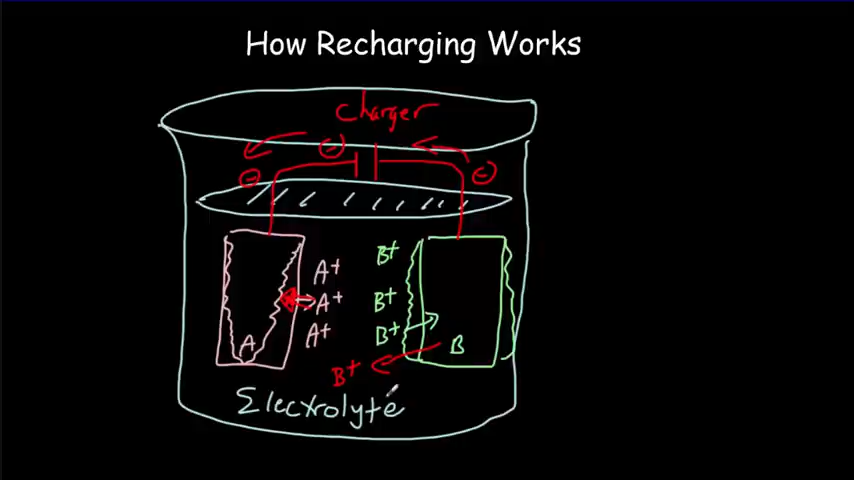 How Recharging Works
Charger
⊖
⊖
⊖
A+
A+
A+
A
B+
B+
B+
B
B+
Electrolyte